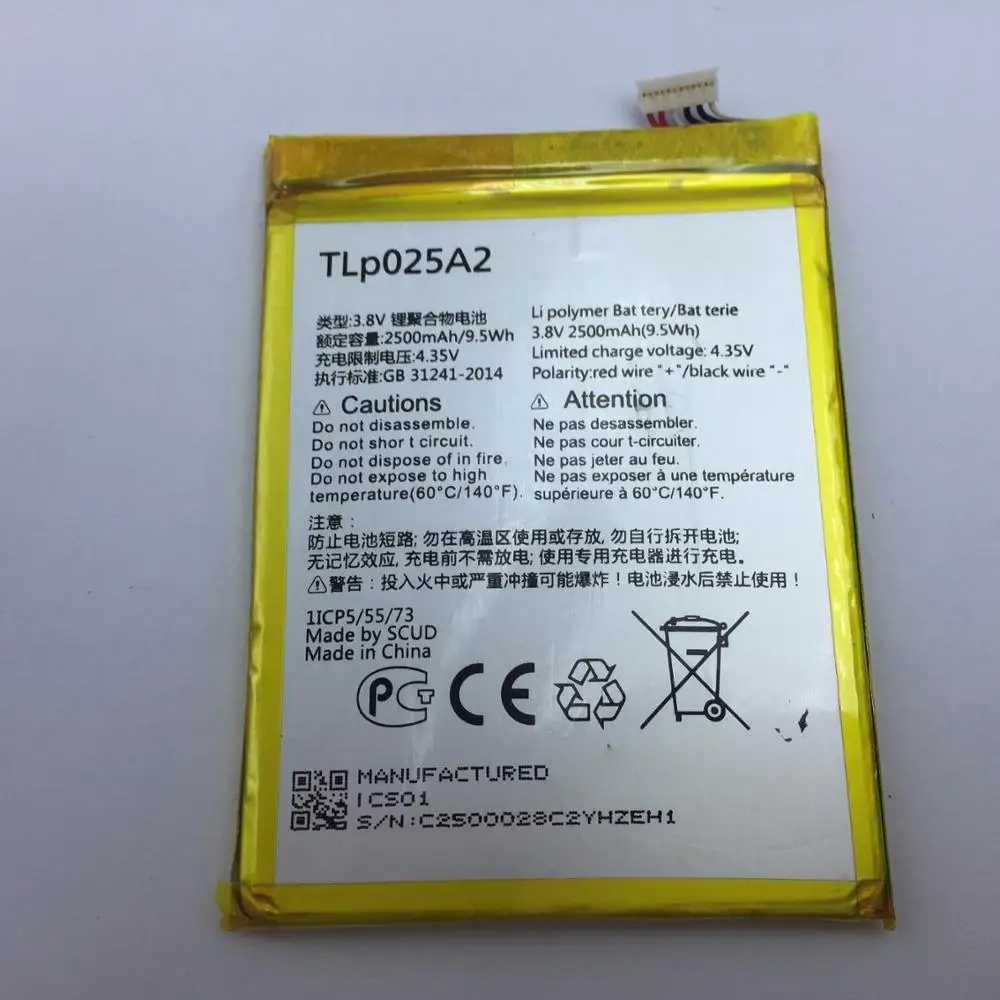 TLp025A2
类型:3.8V 锂聚合物电池
额定容量:2500mAh/9.5Wh
充电限制电压:4.35V
执行标准:GB 31241-2014
Li polymer Bat tery/Bat terie
3.8V 2500mAh(9.5Wh)
Limited charge voltage: 4.35V
Polarity:red wire "+"/black wire "-"
Cautions
Do not disassemble.
Do not shor t circuit.
Do not dispose of in fire.
Do not expose to high
temperature(60°C/140°F).
Attention
Ne pas desassembler.
Ne pas cour t-circuiter.
Ne pas jeter au feu.
Ne pas exposer à une température
supérieure à 60°C/140°F.
注意:
防止电池短路; 勿在高温区使用或存放, 勿自行拆开电池;
无记忆效应, 充电前不需放电; 使用专用充电器进行充电。
警告: 投入火中或严重冲撞可能爆炸!电池浸水后禁止使用!
1ICP5/55/73
Made by SCUD
Made in China
PCT CE
MANUFACTURED
ICS01
S/N:C2500028C2YHZEH1